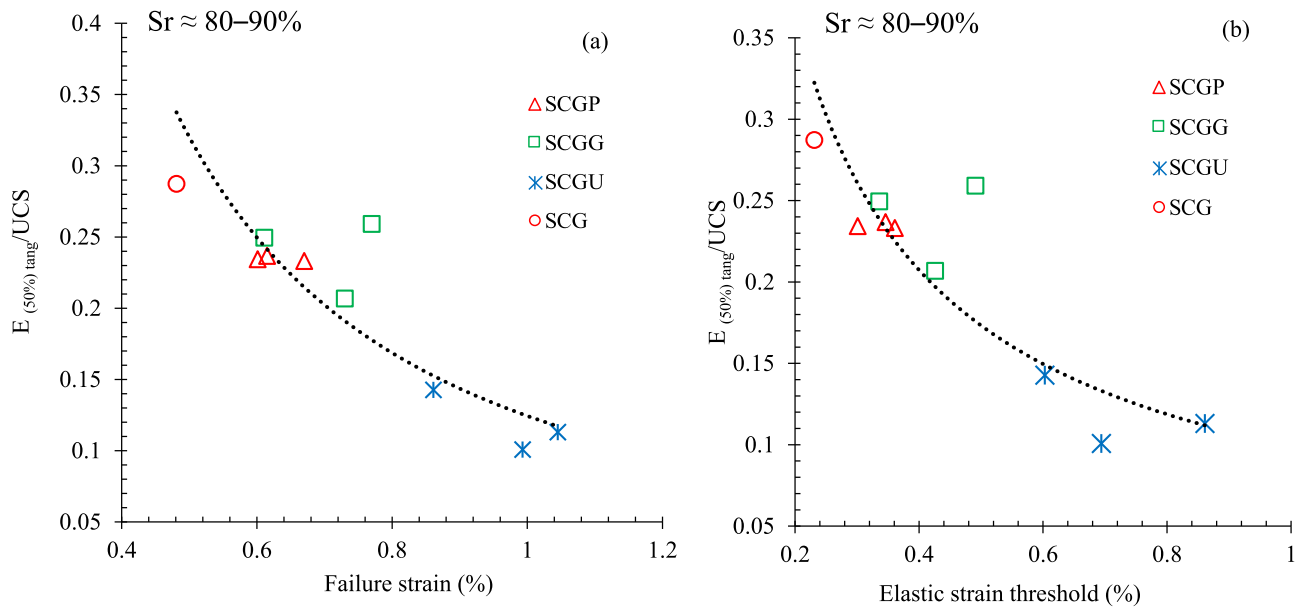 Sr ≈ 80–90%
(a)
0.4
0.35
0.3
0.25
0.2
0.15
0.1
0.05
E (50%) tang/UCS
SCGP
SCGG
SCGU
SCG
0.4
0.6
0.8
1
1.2
Failure strain (%)
Sr ≈ 80–90%
(b)
0.35
0.3
0.25
0.2
0.15
0.1
0.05
E (50%) tang/UCS
SCGP
SCGG
SCGU
SCG
0.2
0.4
0.6
0.8
1
Elastic strain threshold (%)